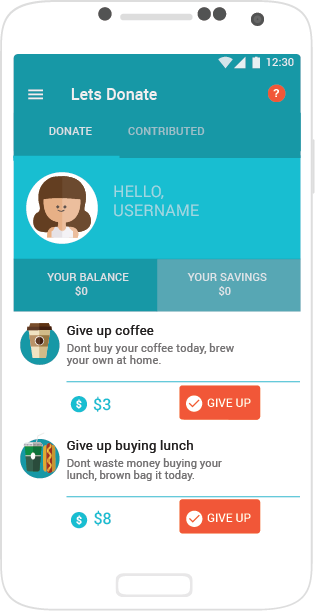 12:30
Lets Donate
?
DONATE
CONTRIBUTED
HELLO,
USERNAME
YOUR BALANCE
$0
YOUR SAVINGS
$0
Give up coffee
Dont buy your coffee today, brew
your own at home.
$ $3
GIVE UP
Give up buying lunch
Dont waste money buying your
lunch, brown bag it today.
$ $8
GIVE UP